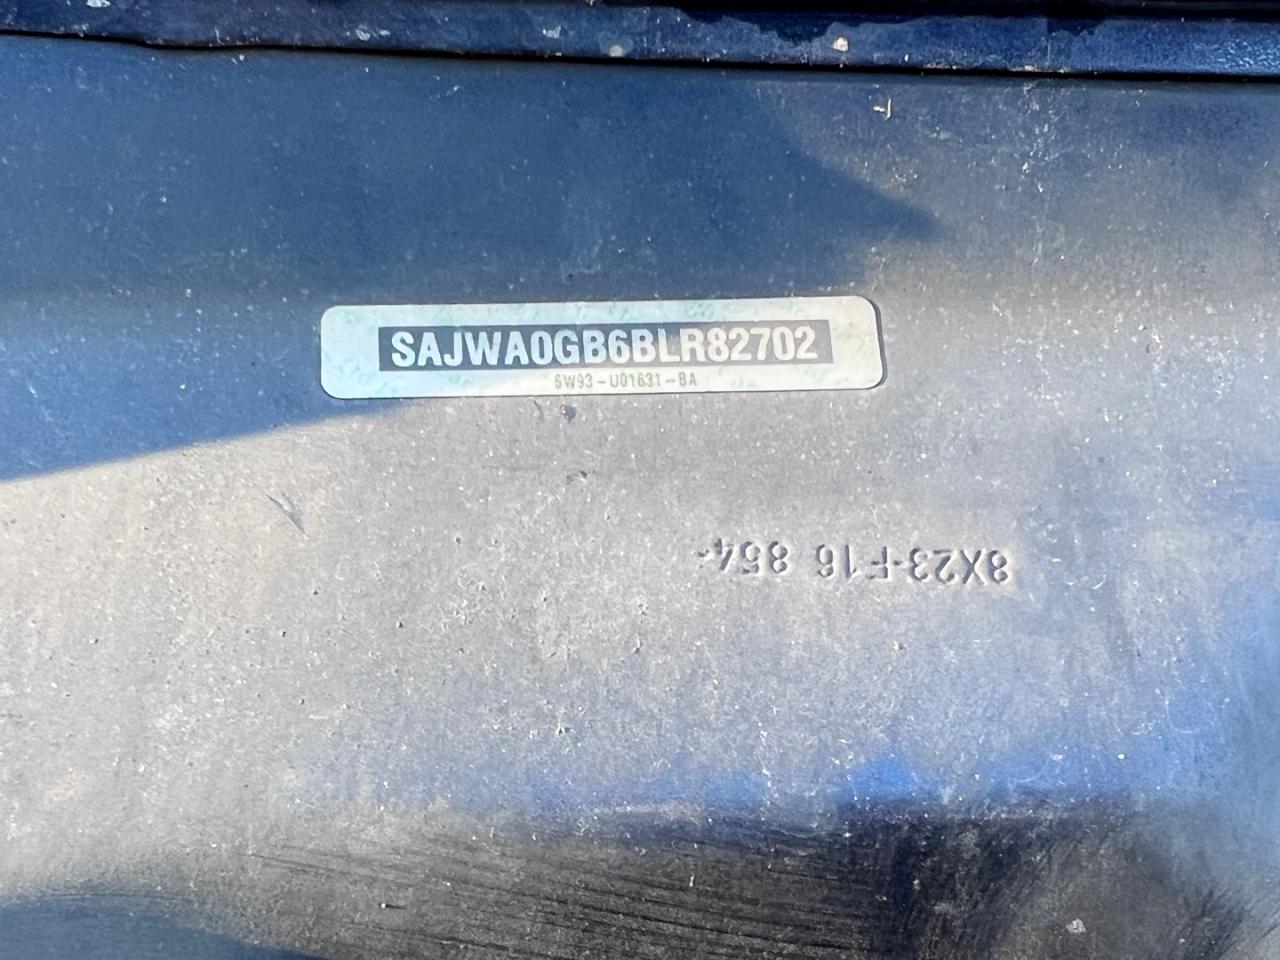 SAJWA0GB6BLR82702
6W93-U01631-BA
8X23-F16 854-